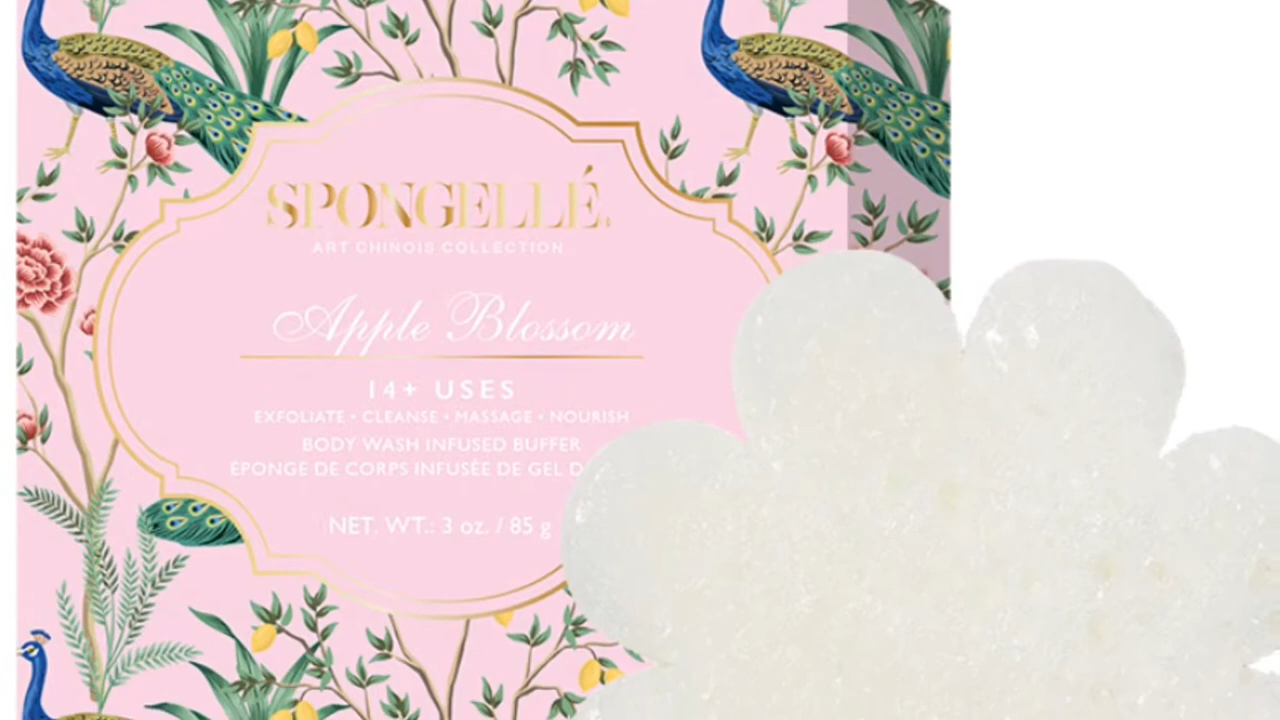 SPONGELLÉ.
ART CHINOIS COLLECTION
Apple Blossom
14+ USES
EXFOLIATE • CLEANSE • MASSAGE • NOURISH
BODY WASH INFUSED BUFFER
ÉPONGE DE CORPS INFUSÉE DE GEL
NET. WT.: 3 oz. / 85 g